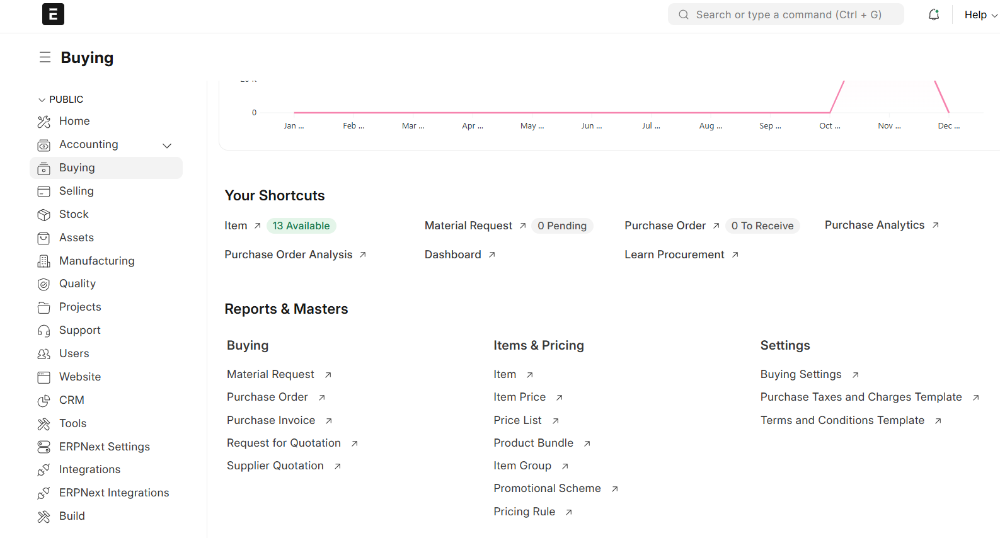 E
Search or type a command (Ctrl + G)
Help
Buying
PUBLIC
Home
Accounting
Buying
Selling
Stock
Assets
Manufacturing
Quality
Projects
Support
Users
Website
CRM
Tools
ERPNext Settings
Integrations
ERPNext Integrations
Build
0
Jan ... Feb ... Mar ... Apr ... May ... Jun ... Jul ... Aug ... Sep ... Oct ... Nov ... Dec ...
Your Shortcuts
Item 13 Available Material Request 0 Pending Purchase Order 0 To Receive Purchase Analytics
Purchase Order Analysis Dashboard Learn Procurement
Reports & Masters
Buying
Material Request
Purchase Order
Purchase Invoice
Request for Quotation
Supplier Quotation
Items & Pricing
Item
Item Price
Price List
Product Bundle
Item Group
Promotional Scheme
Pricing Rule
Settings
Buying Settings
Purchase Taxes and Charges Template
Terms and Conditions Template